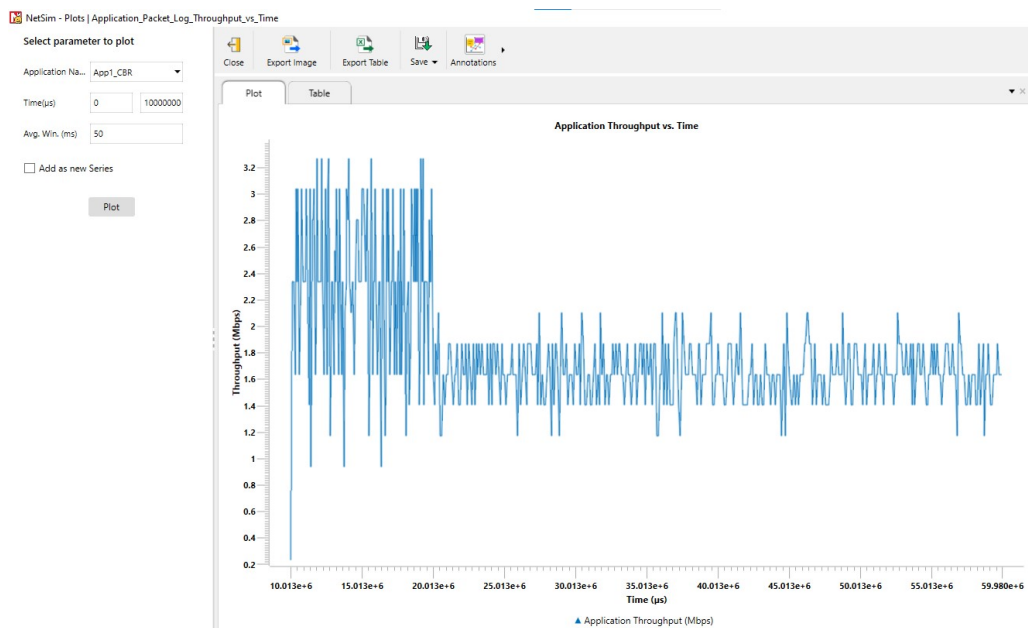 NetSim - Plots | Application_Packet_Log_Throughput_vs_Time
Select parameter to plot
Application Na... App1_CBR
Time(μs) 0 10000000
Avg. Win. (ms) 50
Add as new Series
Plot
Close Export Image Export Table Save Annotations
Plot Table
Application Throughput vs. Time
Throughput (Mbps)
3.2
3
2.8
2.6
2.4
2.2
2
1.8
1.6
1.4
1.2
1
0.8
0.6
0.4
0.2
10.013e+6 15.013e+6 20.013e+6 25.013e+6 30.013e+6 35.013e+6 40.013e+6 45.013e+6 50.013e+6 55.013e+6 59.980e+6
Time (μs)
Application Throughput (Mbps)